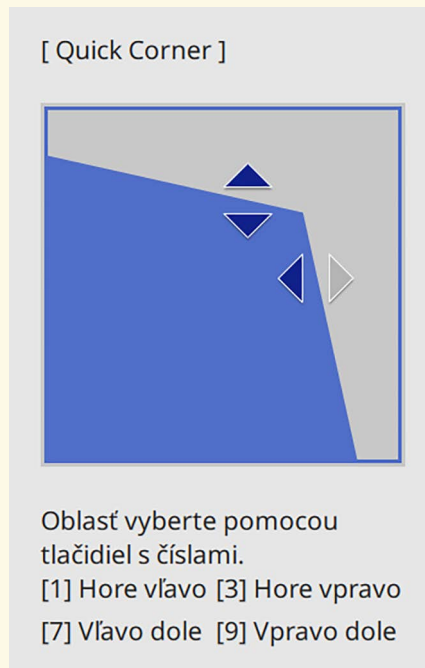 [ Quick Corner ]
Oblasť vyberte pomocou
tlačidiel s číslami.
[1] Hore vľavo [3] Hore vpravo
[7] Vľavo dole [9] Vpravo dole